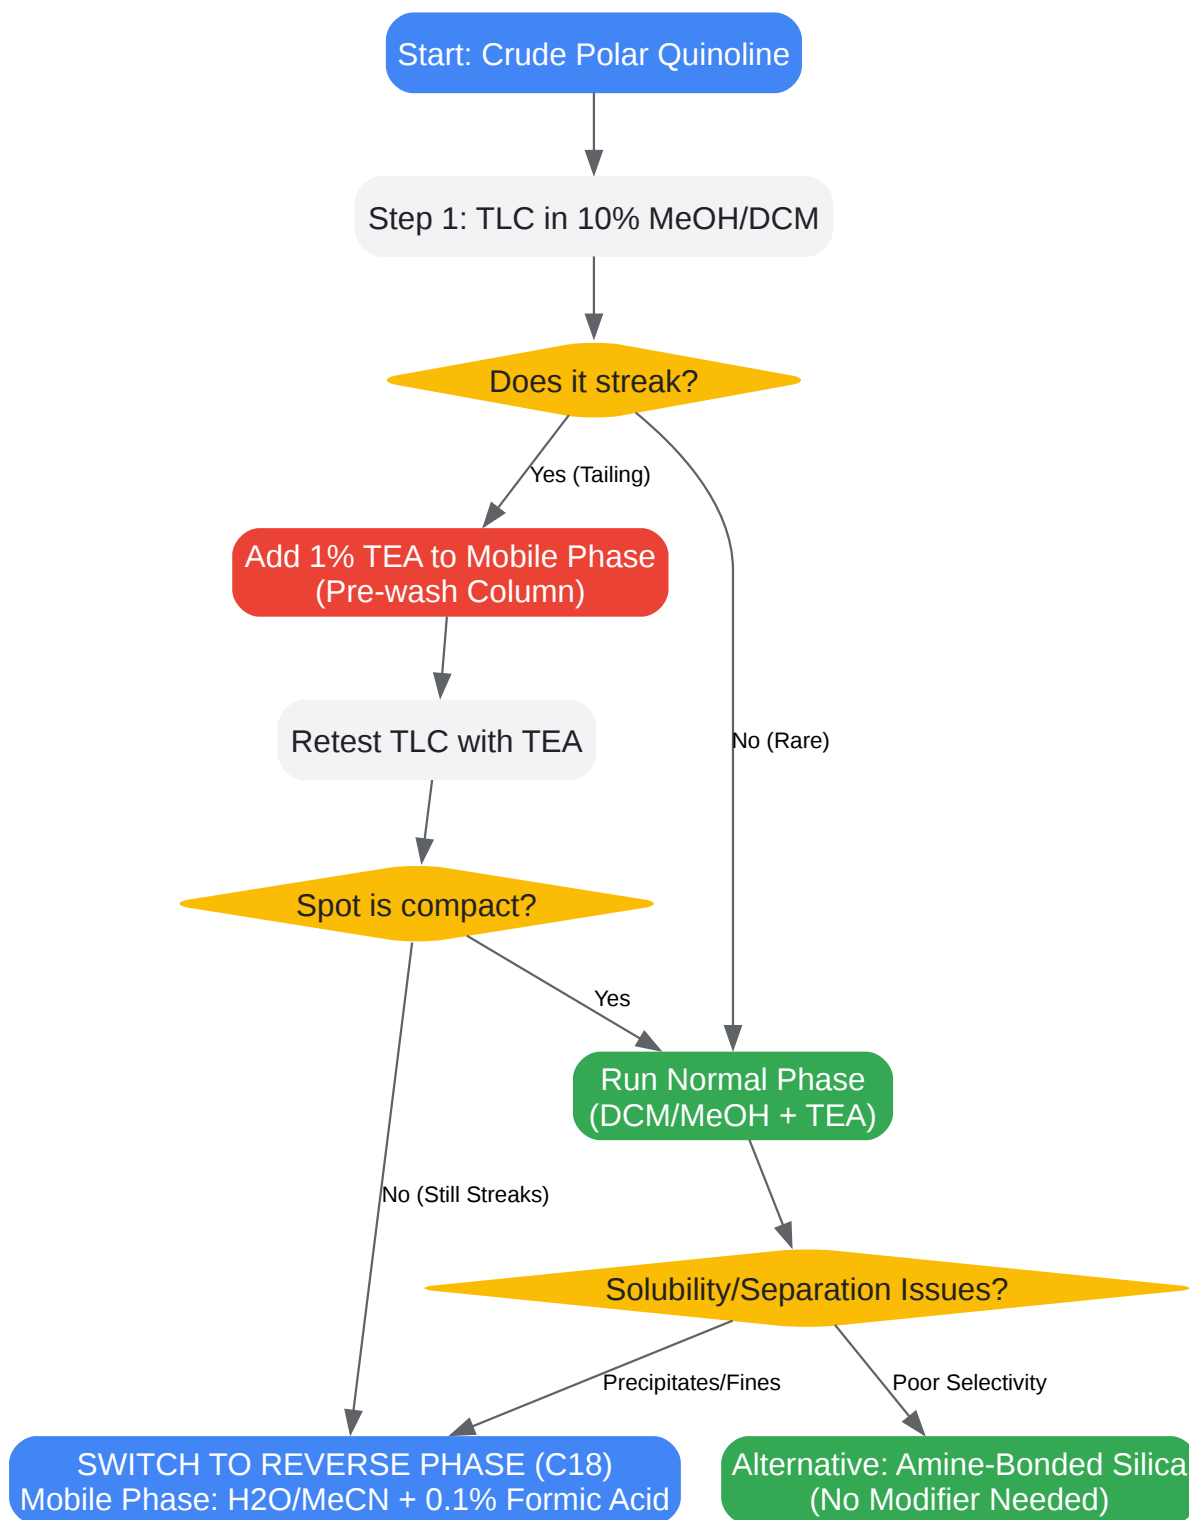 Start: Crude Polar Quinoline
Step 1: TLC in 10% MeOH/DCM
Does it streak?
Yes (Tailing)
Add 1% TEA to Mobile Phase
(Pre-wash Column)
Retest TLC with TEA
No (Rare)
Spot is compact?
Yes
Run Normal Phase
(DCM/MeOH + TEA)
No (Still Streaks)
Solubility/Separation Issues?
Precipitates/Fines
Poor Selectivity
SWITCH TO REVERSE PHASE (C18)
Mobile Phase: H2O/MeCN + 0.1% Formic Acid
Alternative: Amine-Bonded Silica
(No Modifier Needed)